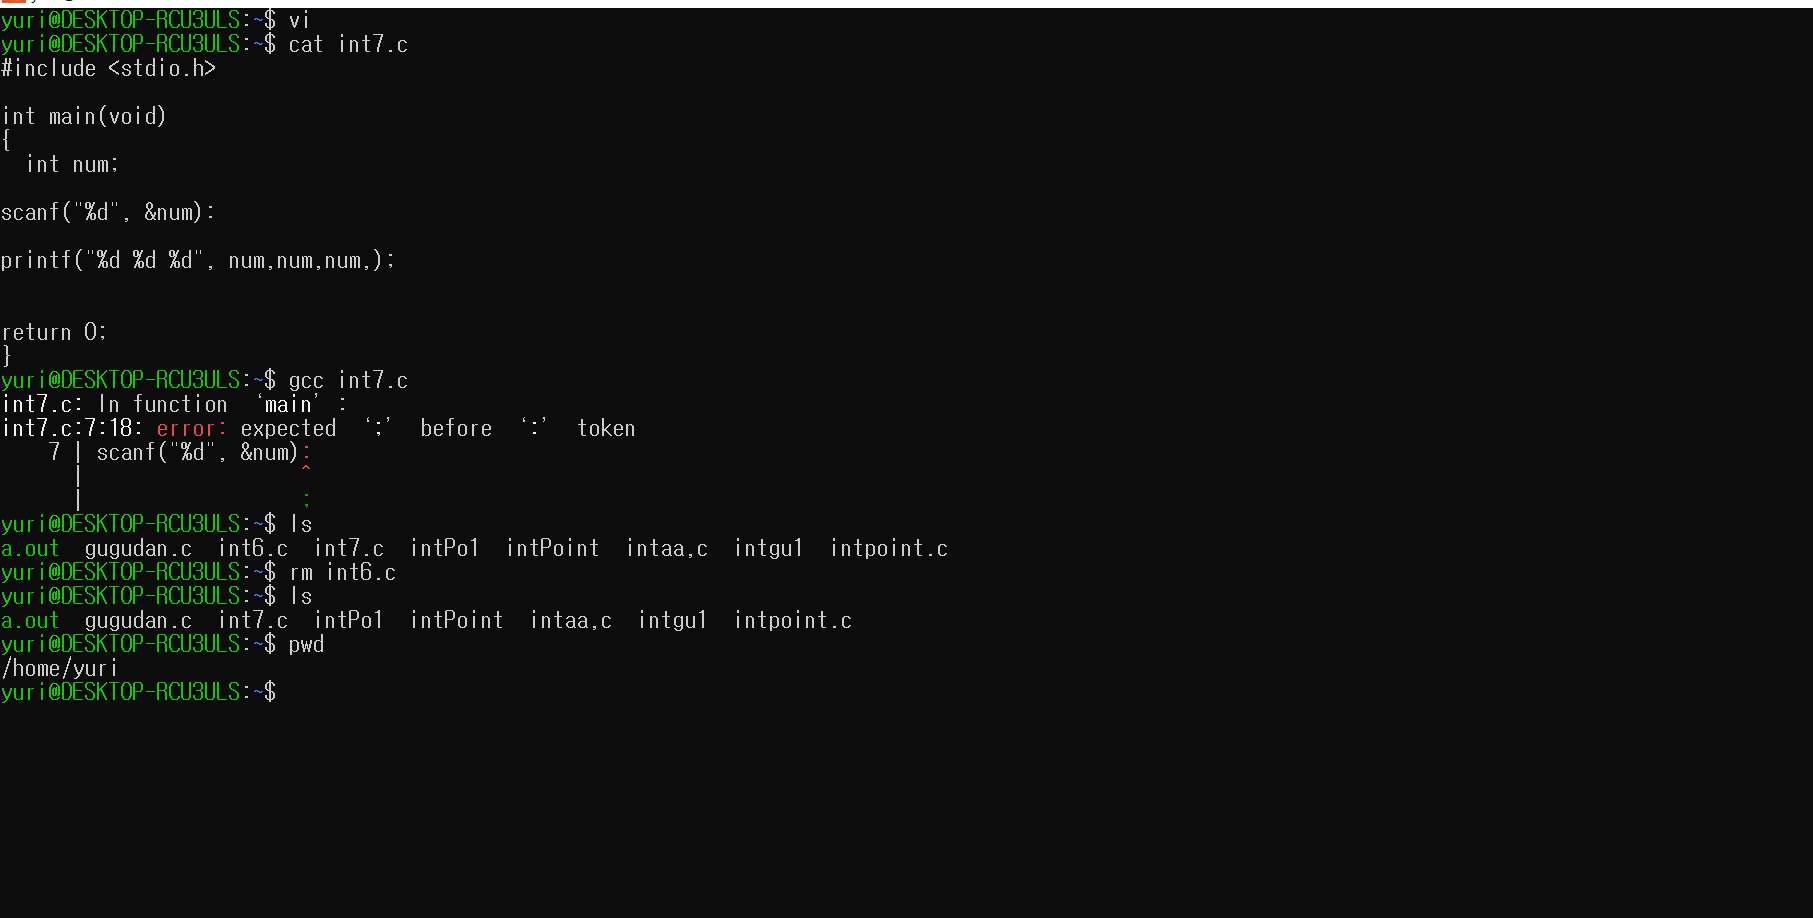 yuri@DESKTOP-RCU3ULS:~$ vi
yuri@DESKTOP-RCU3ULS:~$ cat int7.c
#include <stdio.h>
int main(void)
{
  int num;
scanf("%d", &num):
printf("%d %d %d", num,num,num,);
return 0;
}
yuri@DESKTOP-RCU3ULS:~$ gcc int7.c
int7.c: In function ‘main’:
int7.c:7:18: error: expected ‘;’ before ‘:’ token
    7 | scanf("%d", &num):
      |                  ^
      |                  ;
yuri@DESKTOP-RCU3ULS:~$ ls
a.out  gugudan.c  int6.c  int7.c  intPo1  intPoint  intaa,c  intgu1  intpoint.c
yuri@DESKTOP-RCU3ULS:~$ rm int6.c
yuri@DESKTOP-RCU3ULS:~$ ls
a.out  gugudan.c  int7.c  intPo1  intPoint  intaa,c  intgu1  intpoint.c
yuri@DESKTOP-RCU3ULS:~$ pwd
/home/yuri
yuri@DESKTOP-RCU3ULS:~$